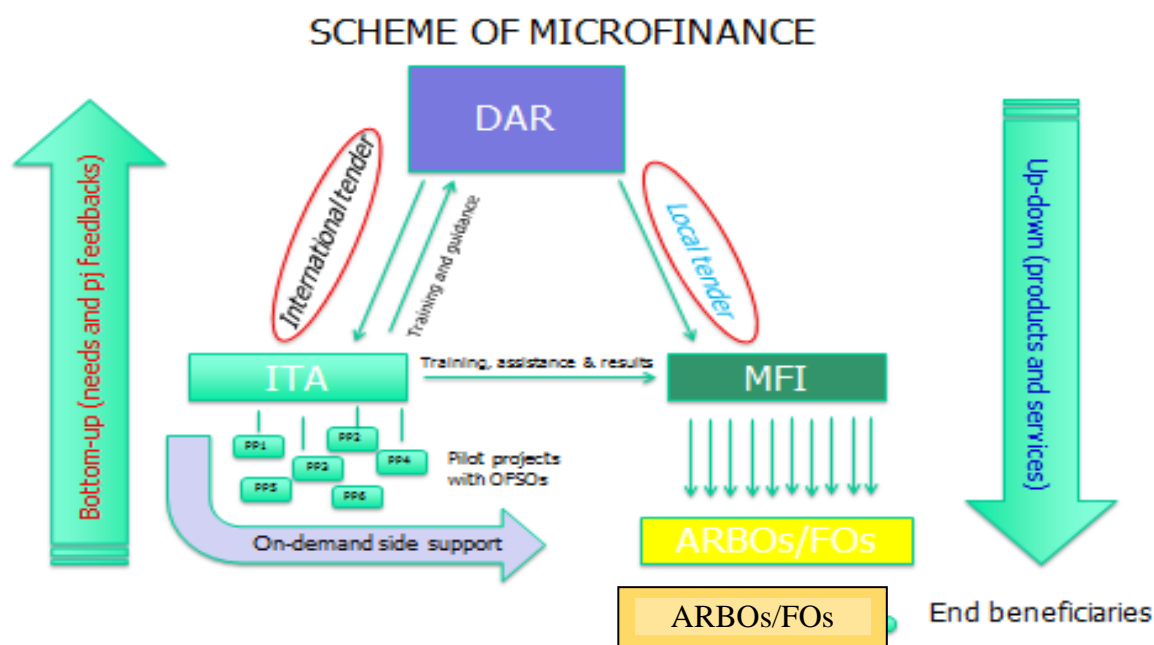 SCHEME OF MICROFINANCE
DAR
Bottom-up (needs and pj feedbacks)
International tender
Training and guidance
Local tender
Up-down (products and services)
ITA
Training, assistance & results
MFI
PP1
PP2
PP3
PP4
PP5
PP6
Pilot projects
with OFSOs
On-demand side support
ARBOs/FOs
ARBOs/FOs
End beneficiaries